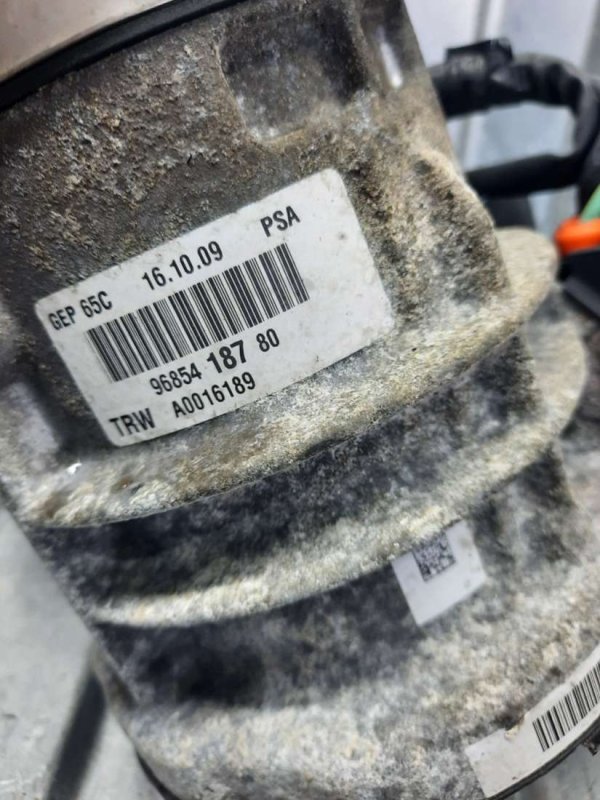 GEP 65C 16.10.09 PSA
96854 187 80
TRW A0016189